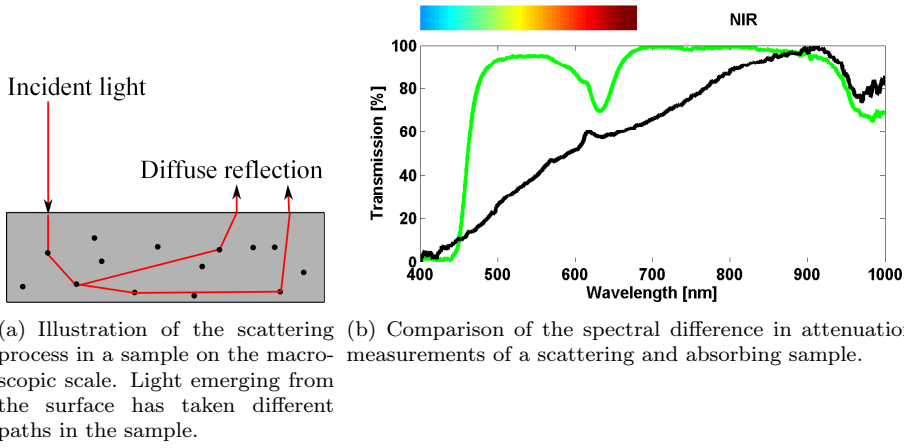 Incident light
Diffuse reflection
(a) Illustration of the scattering
process in a sample on the macro-
scopic scale. Light emerging from
the surface has taken different
paths in the sample.
NIR
100
80
60
40
20
0
Transmission [%]
400 500 600 700 800 900 1000
Wavelength [nm]
(b) Comparison of the spectral difference in attenuation
measurements of a scattering and absorbing sample.